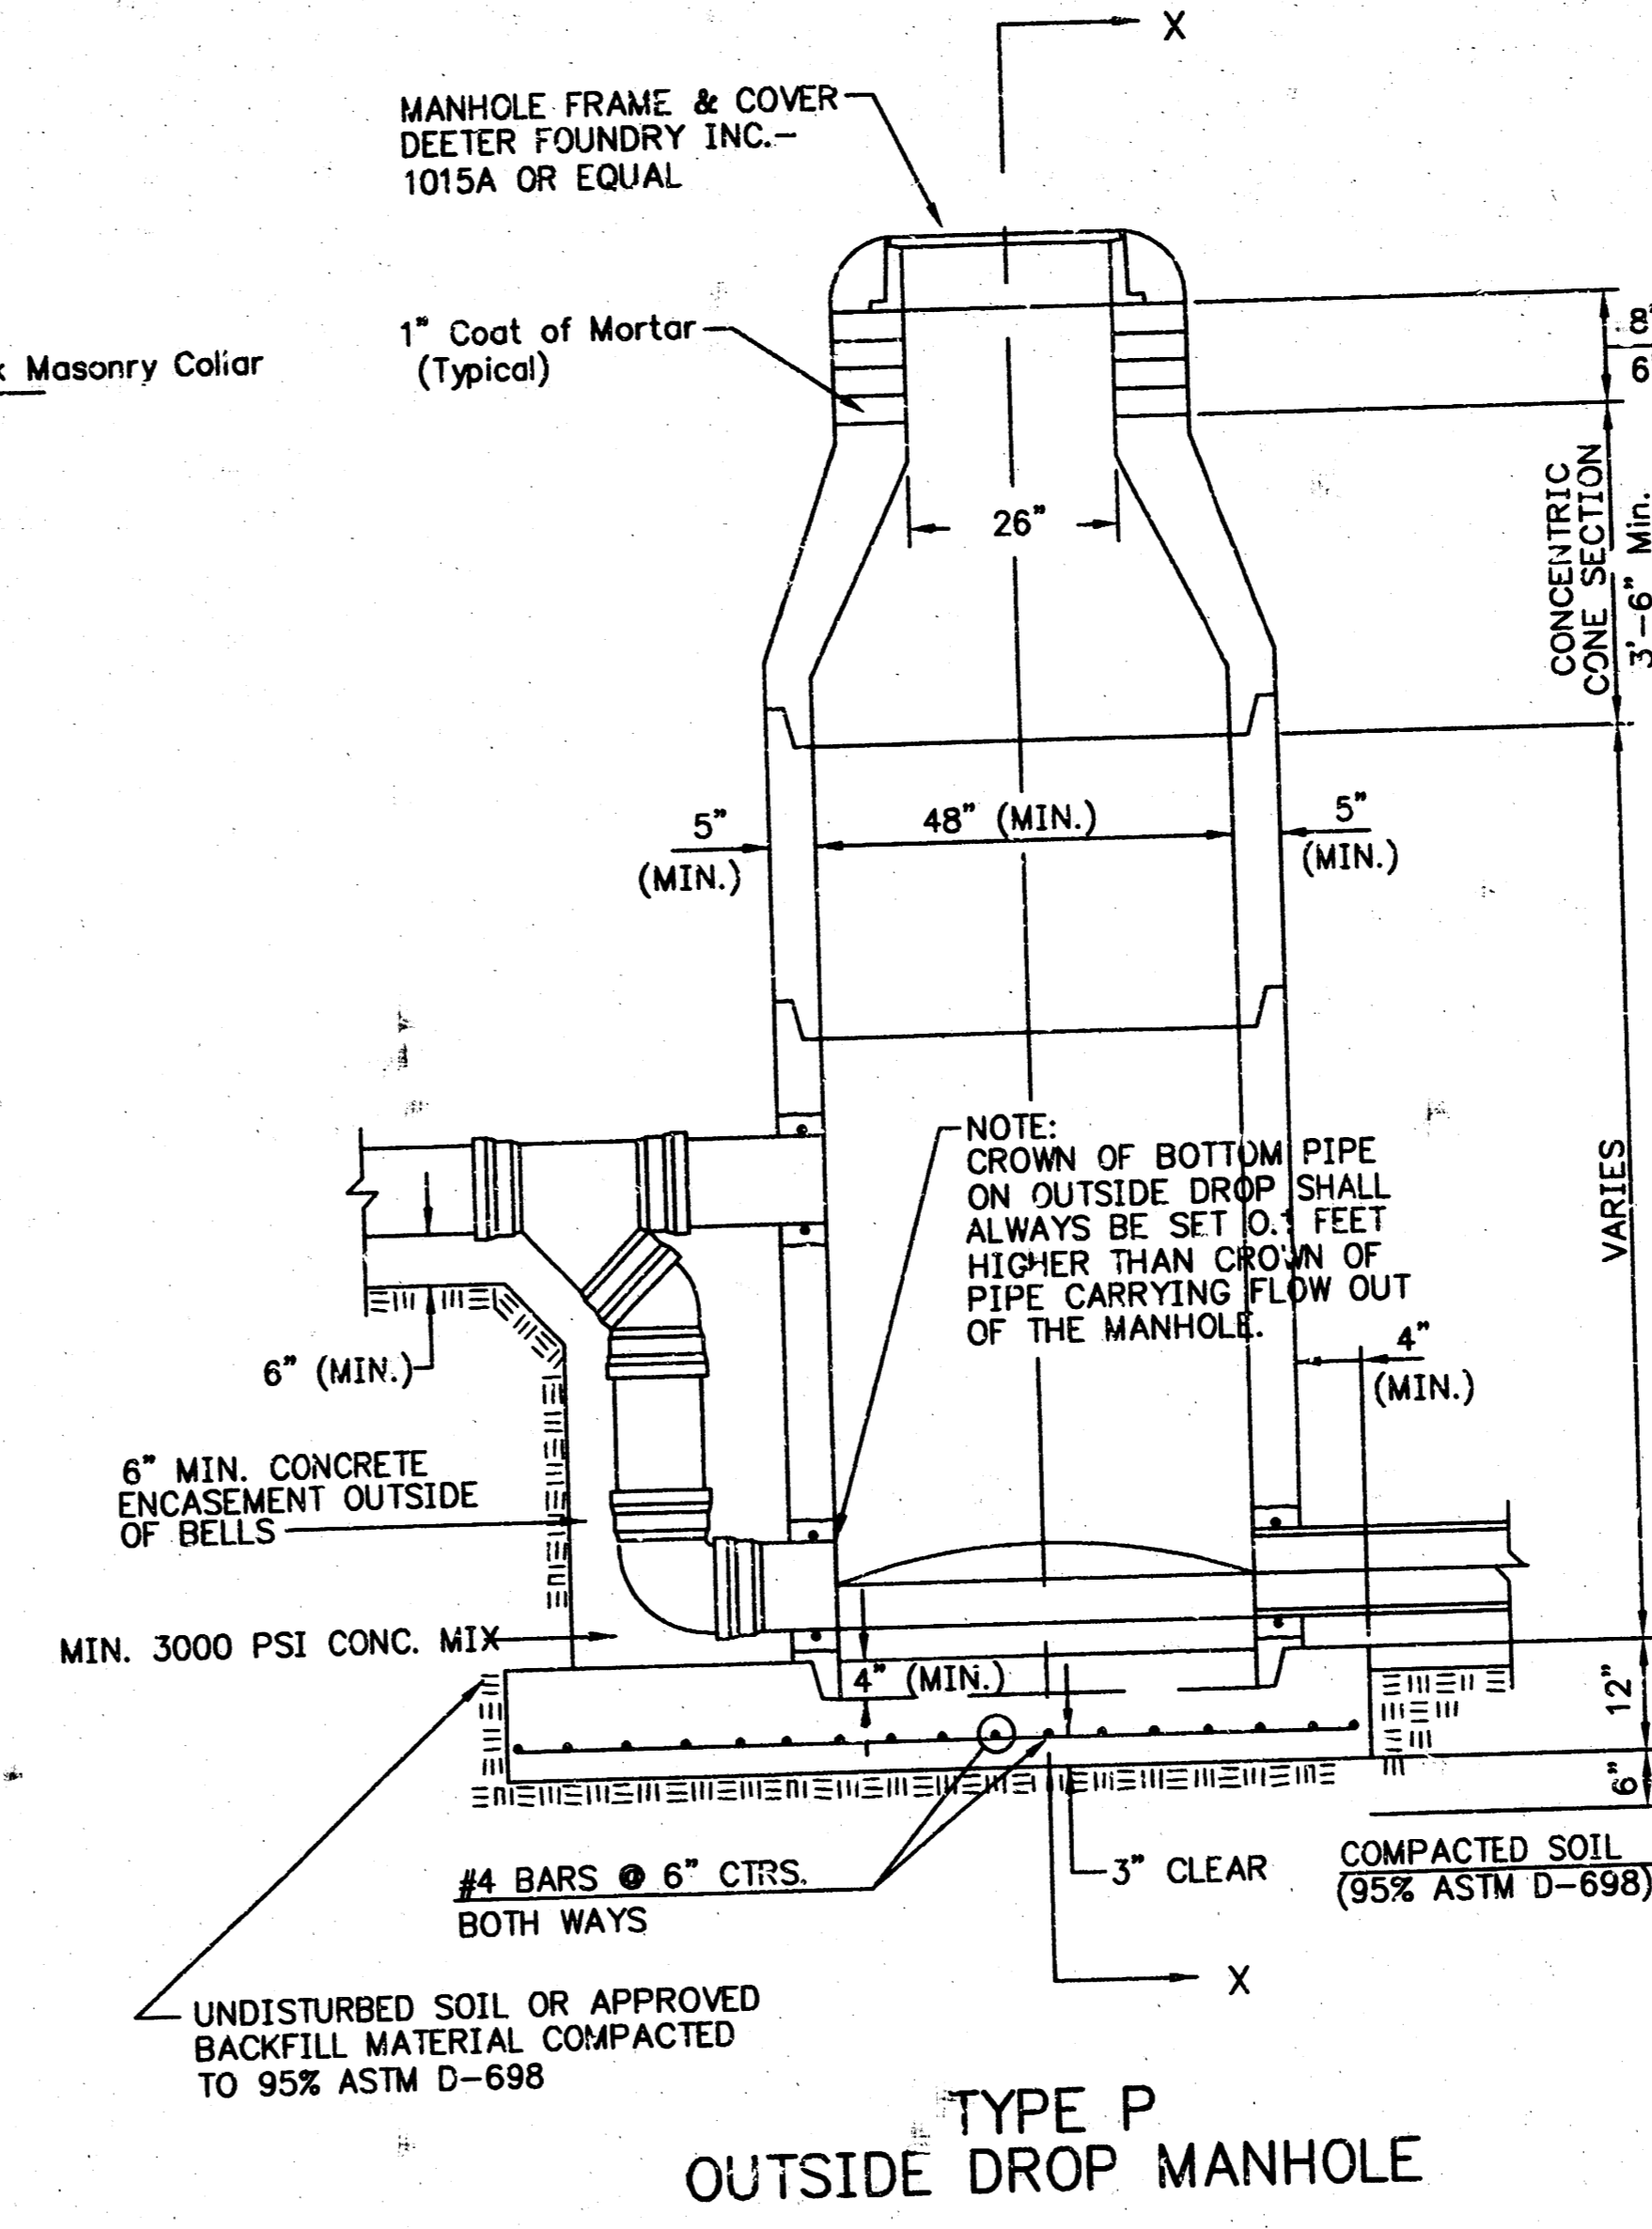 X
MANHOLE FRAME & COVER
DEETER FOUNDRY INC.-
1015A OR EQUAL
1" Coat of Mortar
(Typical)
Masonry Collar
8"
6
CONCENTRIC
CONE SECTION
3'-6" Min.
26"
5"
(MIN.)
48" (MIN.)
5"
(MIN.)
NOTE:
CROWN OF BOTTOM PIPE
ON OUTSIDE DROP SHALL
ALWAYS BE SET 0.1 FEET
HIGHER THAN CROWN OF
PIPE CARRYING FLOW OUT
OF THE MANHOLE.
VARIES
6" (MIN.)
4"
(MIN.)
6" MIN. CONCRETE
ENCASEMENT OUTSIDE
OF BELLS
MIN. 3000 PSI CONC. MIX
4" (MIN.)
12"
6"
#4 BARS @ 6" CTRS.
BOTH WAYS
3" CLEAR
COMPACTED SOIL
(95% ASTM D-698)
X
UNDISTURBED SOIL OR APPROVED
BACKFILL MATERIAL COMPACTED
TO 95% ASTM D-698
TYPE P
OUTSIDE DROP MANHOLE